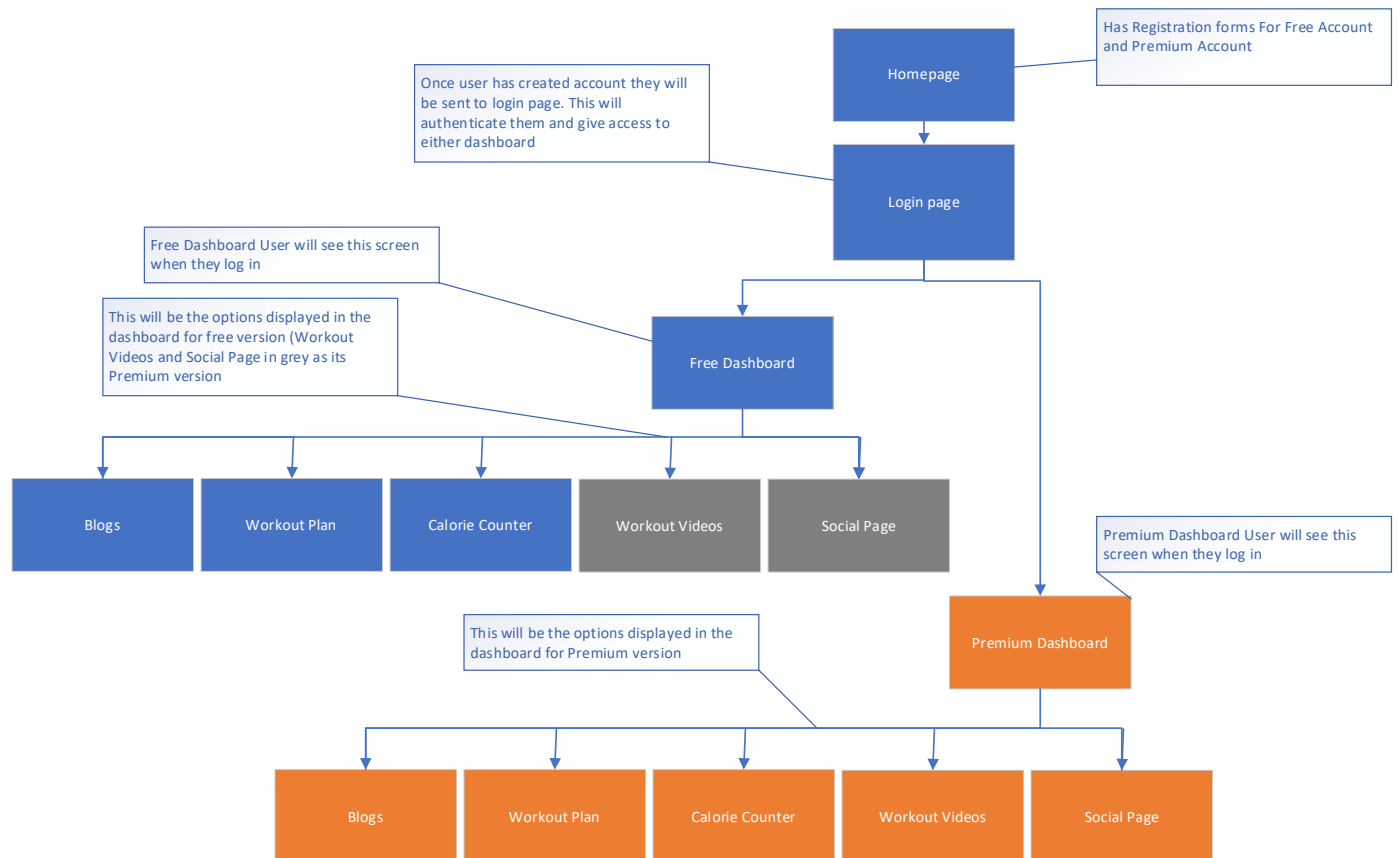 Has Registration forms For Free Account
and Premium Account
Homepage
Once user has created account they will
be sent to login page. This will
authenticate them and give access to
either dashboard
Login page
Free Dashboard User will see this screen
when they log in
This will be the options displayed in the
dashboard for free version (Workout
Videos and Social Page in grey as its
Premium version
Free Dashboard
Blogs
Workout Plan
Calorie Counter
Workout Videos
Social Page
Premium Dashboard User will see this
screen when they log in
This will be the options displayed in the
dashboard for Premium version
Premium Dashboard
Blogs
Workout Plan
Calorie Counter
Workout Videos
Social Page